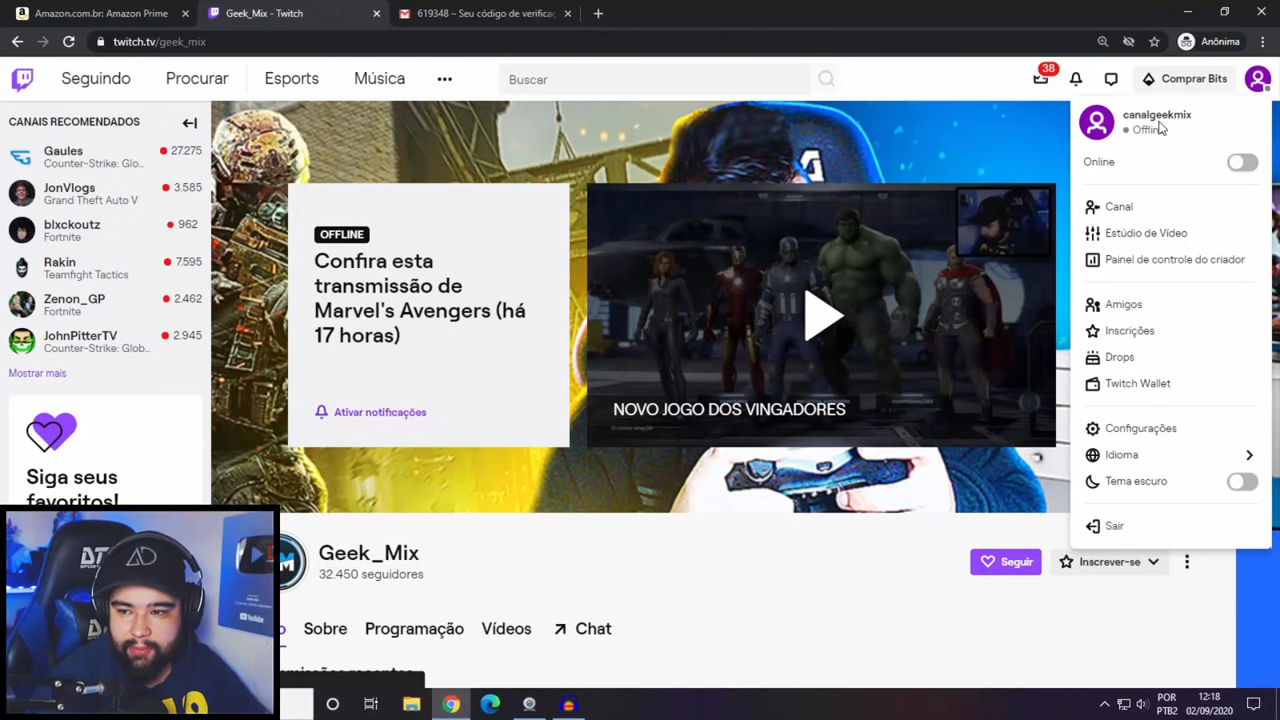 Amazon.com.br: Amazon Prime
Geek_Mix - Twitch
619348 – Seu código de verifica
twitch.tv/geek_mix
Anônima
Seguindo
Procurar
Esports
Música
Buscar
38
Comprar Bits
CANAIS RECOMENDADOS
Gaules
27.275
Counter-Strike: Glo...
JonVlogs
3.585
Grand Theft Auto V
blxckoutz
962
Fortnite
Rakin
7.595
Teamfight Tactics
Zenon_GP
2.462
Fortnite
JohnPitterTV
2.945
Counter-Strike: Glob...
Mostrar mais
Siga seus
favoritos!
OFFLINE
Confira esta
transmissão de
Marvel's Avengers (há
17 horas)
Ativar notificações
NOVO JOGO DOS VINGADORES
canalgeekmix
Offline
Online
Canal
Estúdio de Vídeo
Painel de controle do criador
Amigos
Inscrições
Drops
Twitch Wallet
Configurações
Idioma
Tema escuro
Sair
Geek_Mix
32.450 seguidores
Seguir
Inscrever-se
Sobre
Programação
Vídeos
Chat
YouTube
POR
PTB2
12:18
02/09/2020